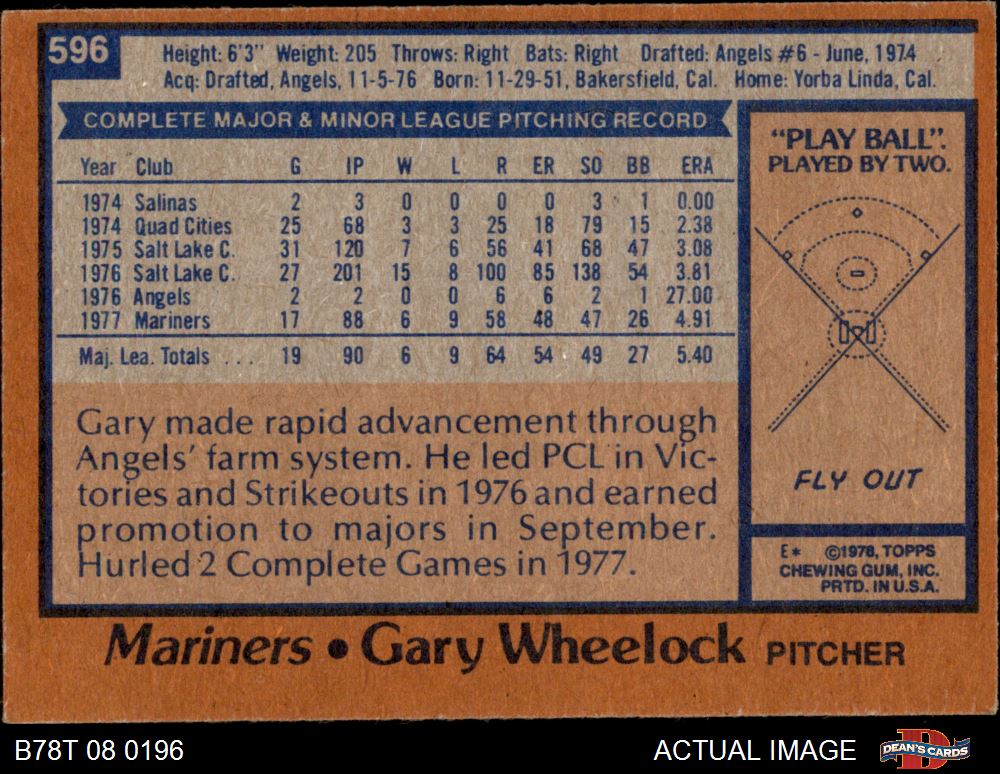 596
Height: 6'3" Weight: 205 Throws: Right Bats: Right Drafted: Angels #6 - June, 1974
Acq: Drafted, Angels, 11-5-76 Born: 11-29-51, Bakersfield, Cal. Home: Yorba Linda, Cal.
COMPLETE MAJOR & MINOR LEAGUE PITCHING RECORD
Year Club G IP W L R ER SO BB ERA
1974 Salinas 2 3 0 0 0 0 3 1 0.00
1974 Quad Cities 25 68 3 3 25 18 79 15 2.38
1975 Salt Lake C. 31 120 7 6 56 41 68 47 3.08
1976 Salt Lake C. 27 201 15 8 100 85 138 54 3.81
1976 Angels 2 2 0 0 6 6 2 1 27.00
1977 Mariners 17 88 6 9 58 48 47 26 4.91
Maj. Lea. Totals . . . 19 90 6 9 64 54 49 27 5.40
Gary made rapid advancement through
Angels' farm system. He led PCL in Vic-
tories and Strikeouts in 1976 and earned
promotion to majors in September.
Hurled 2 Complete Games in 1977.
"PLAY BALL".
PLAYED BY TWO.
FLY OUT
E* ©1978, TOPPS
CHEWING GUM, INC.
PRTD. IN U.S.A.
Mariners • Gary Wheelock PITCHER
B78T 08 0196 ACTUAL IMAGE
DEAN'S CARDS